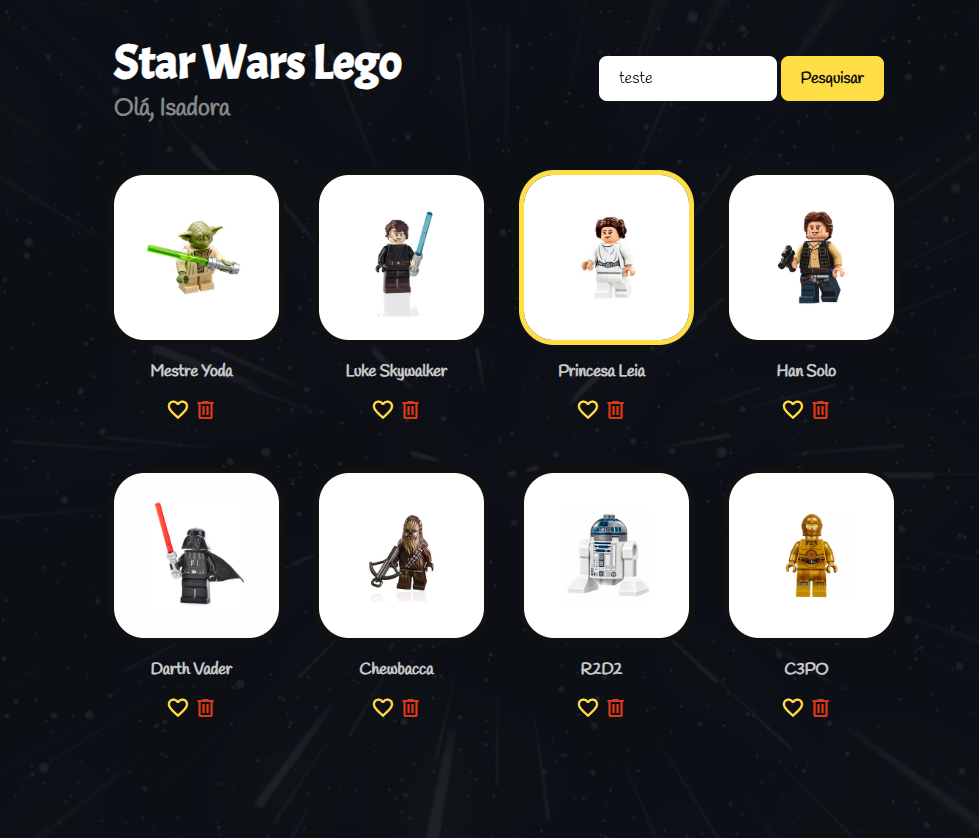 Star Wars Lego
Olá, Isadora
teste
Pesquisar
Mestre Yoda
Luke Skywalker
Princesa Leia
Han Solo
Darth Vader
Chewbacca
R2D2
C3PO